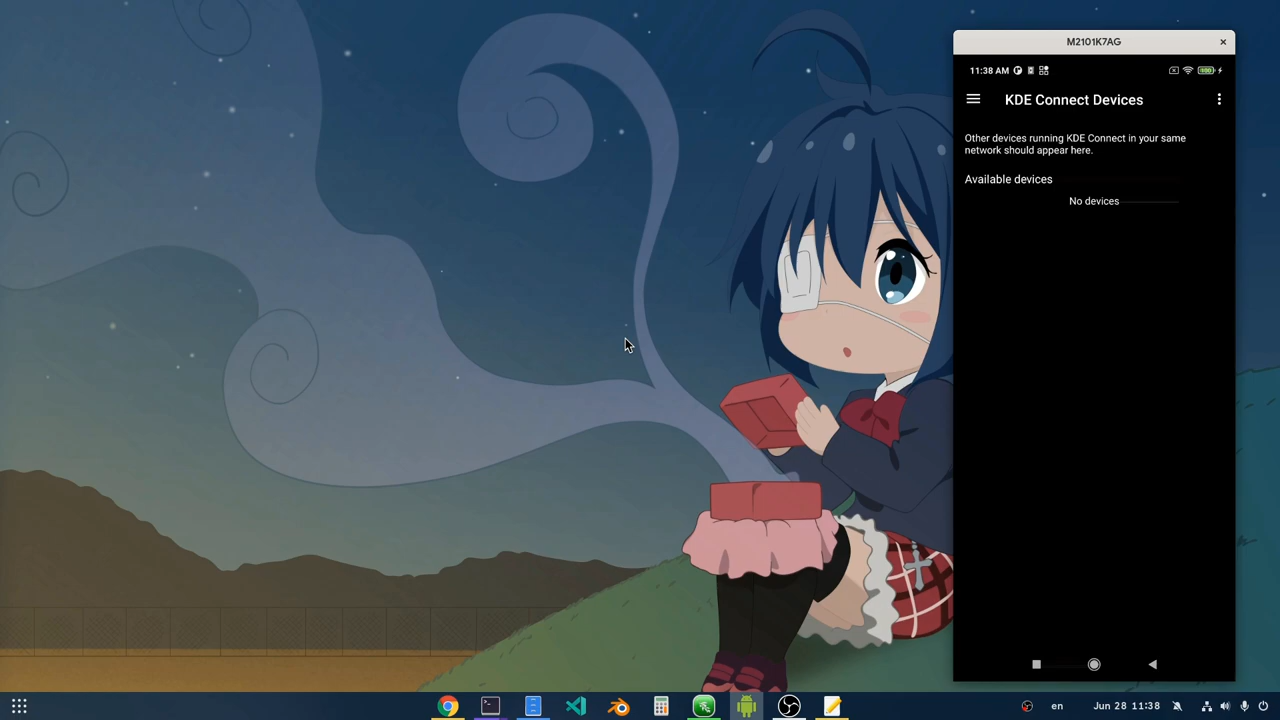 M2101K7AG
11:38 AM
KDE Connect Devices
Other devices running KDE Connect in your same
network should appear here.
Available devices
No devices
en
Jun 28 11:38